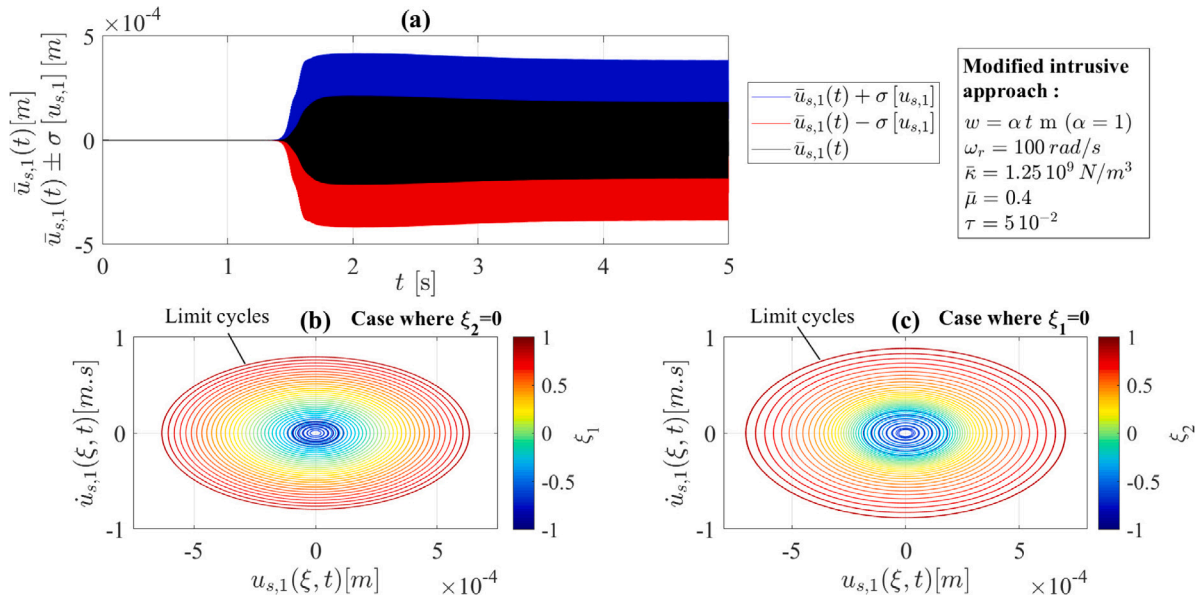 ×10⁻⁴
(a)
5
0
-5
ū_{s,1}(t)[m]
ū_{s,1}(t) ± σ [u_{s,1}] [m]
0
1
2
3
4
5
t [s]
ū_{s,1}(t) + σ [u_{s,1}]
ū_{s,1}(t) − σ [u_{s,1}]
ū_{s,1}(t)
Modified intrusive
approach :
w = α t m (α = 1)
ω_r = 100 rad/s
κ̄ = 1.25 10⁹ N/m³
μ̄ = 0.4
τ = 5 10⁻²
Limit cycles
(b)
Case where ξ₂=0
1
0
-1
u̇_{s,1}(ξ, t)[m.s]
-5
0
5
u_{s,1}(ξ, t)[m]
×10⁻⁴
1
0.5
0
-0.5
-1
ξ₁
Limit cycles
(c)
Case where ξ₁=0
1
0
-1
u̇_{s,1}(ξ, t)[m.s]
-5
0
5
u_{s,1}(ξ, t)[m]
×10⁻⁴
1
0.5
0
-0.5
-1
ξ₂